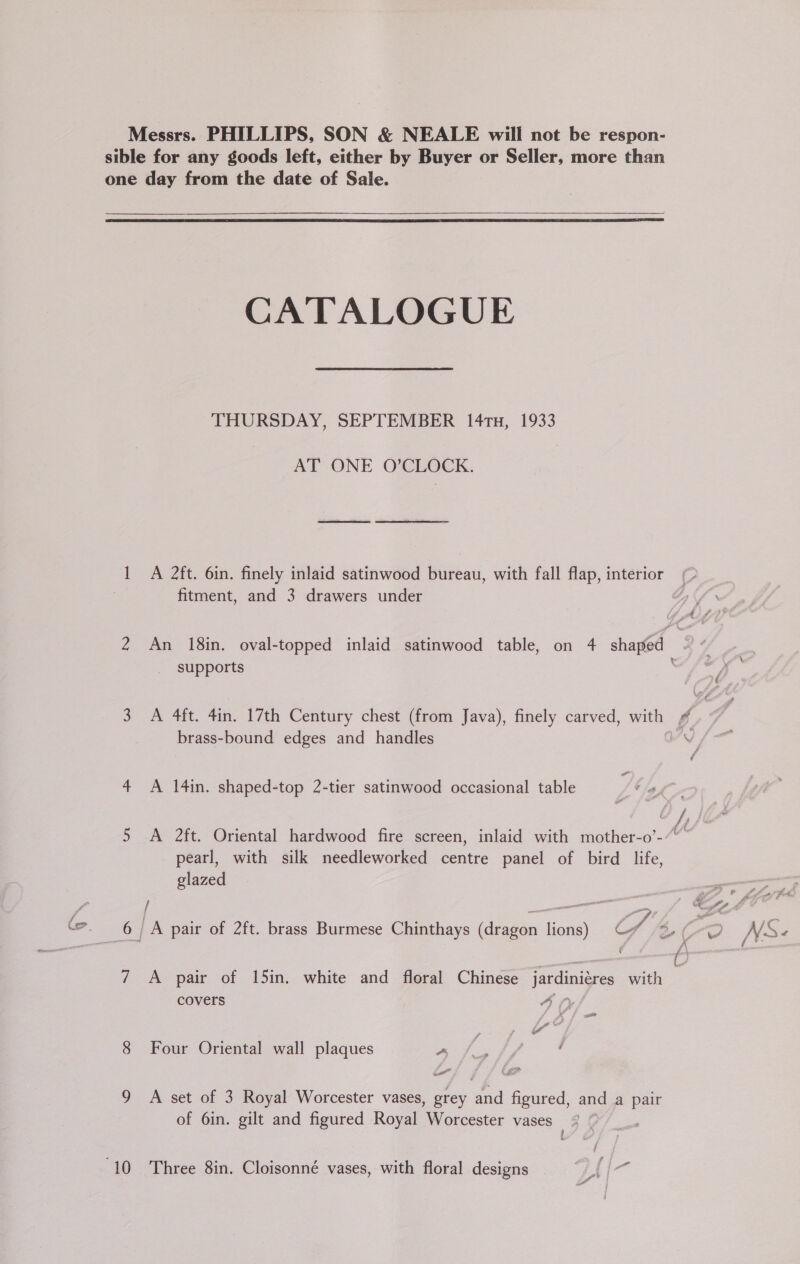 Messrs. PHILLIPS, SON & NEALE will not be respon-
sible for any goods left, either by Buyer or Seller, more than
one day from the date of Sale.
CATALOGUE
THURSDAY, SEPTEMBER 14TH, 1933
AT ONE O'CLOCK.
1 A 2ft. 6in. finely inlaid satinwood bureau, with fall flap, interior
fitment, and 3 drawers under
2 An 18in. oval-topped inlaid satinwood table, on 4 shaped
supports
3 A 4ft. 4in. 17th Century chest (from Java), finely carved, with
brass-bound edges and handles
4 A 14in. shaped-top 2-tier satinwood occasional table
5 A 2ft. Oriental hardwood fire screen, inlaid with mother-o'-
pearl, with silk needleworked centre panel of bird life,
glazed
6 A pair of 2ft. brass Burmese Chinthays (dragon lions)
7 A pair of 15in. white and floral Chinese jardinières with
covers
8 Four Oriental wall plaques
9 A set of 3 Royal Worcester vases, grey and figured, and a pair
of 6in. gilt and figured Royal Worcester vases
10 Three 8in. Cloisonné vases, with floral designs